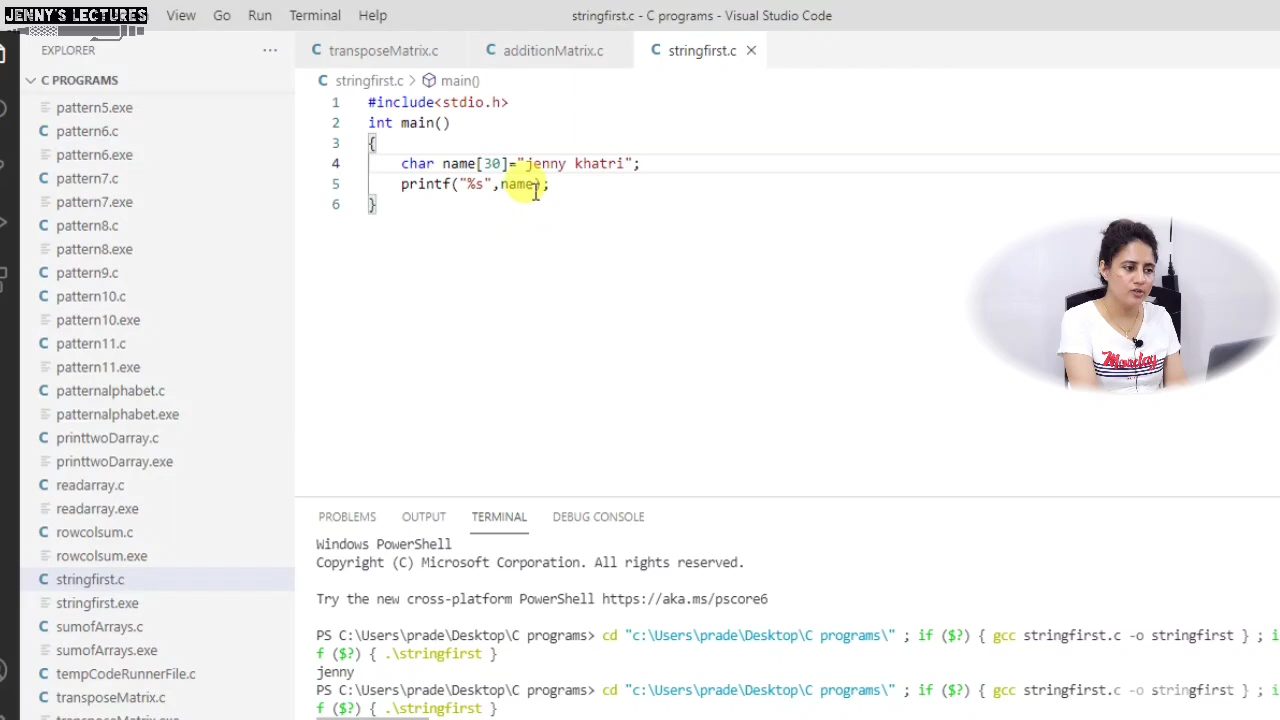 JENNY'S LECTURES
View Go Run Terminal Help
stringfirst.c - C programs - Visual Studio Code
EXPLORER
transposeMatrix.c
additionMatrix.c
stringfirst.c
C PROGRAMS
stringfirst.c > main()
pattern5.exe
pattern6.c
pattern6.exe
pattern7.c
pattern7.exe
pattern8.c
pattern8.exe
pattern9.c
pattern10.c
pattern10.exe
pattern11.c
pattern11.exe
patternalphabet.c
patternalphabet.exe
printtwoDarray.c
printtwoDarray.exe
readarray.c
readarray.exe
rowcolsum.c
rowcolsum.exe
stringfirst.c
stringfirst.exe
sumofArrays.c
sumofArrays.exe
tempCodeRunnerFile.c
transposeMatrix.c
transposeMatrix.exe
1 #include<stdio.h>
2 int main()
3 {
4 char name[30]="jenny khatri";
5 printf("%s",name);
6 }
Monday
PROBLEMS OUTPUT TERMINAL DEBUG CONSOLE
Windows PowerShell
Copyright (C) Microsoft Corporation. All rights reserved.
Try the new cross-platform PowerShell https://aka.ms/pscore6
PS C:\Users\prade\Desktop\C programs> cd "c:\Users\prade\Desktop\C programs\" ; if ($?) { gcc stringfirst.c -o stringfirst } ; i
f ($?) { .\stringfirst }
jenny
PS C:\Users\prade\Desktop\C programs> cd "c:\Users\prade\Desktop\C programs\" ; if ($?) { gcc stringfirst.c -o stringfirst } ; i
f ($?) { .\stringfirst }